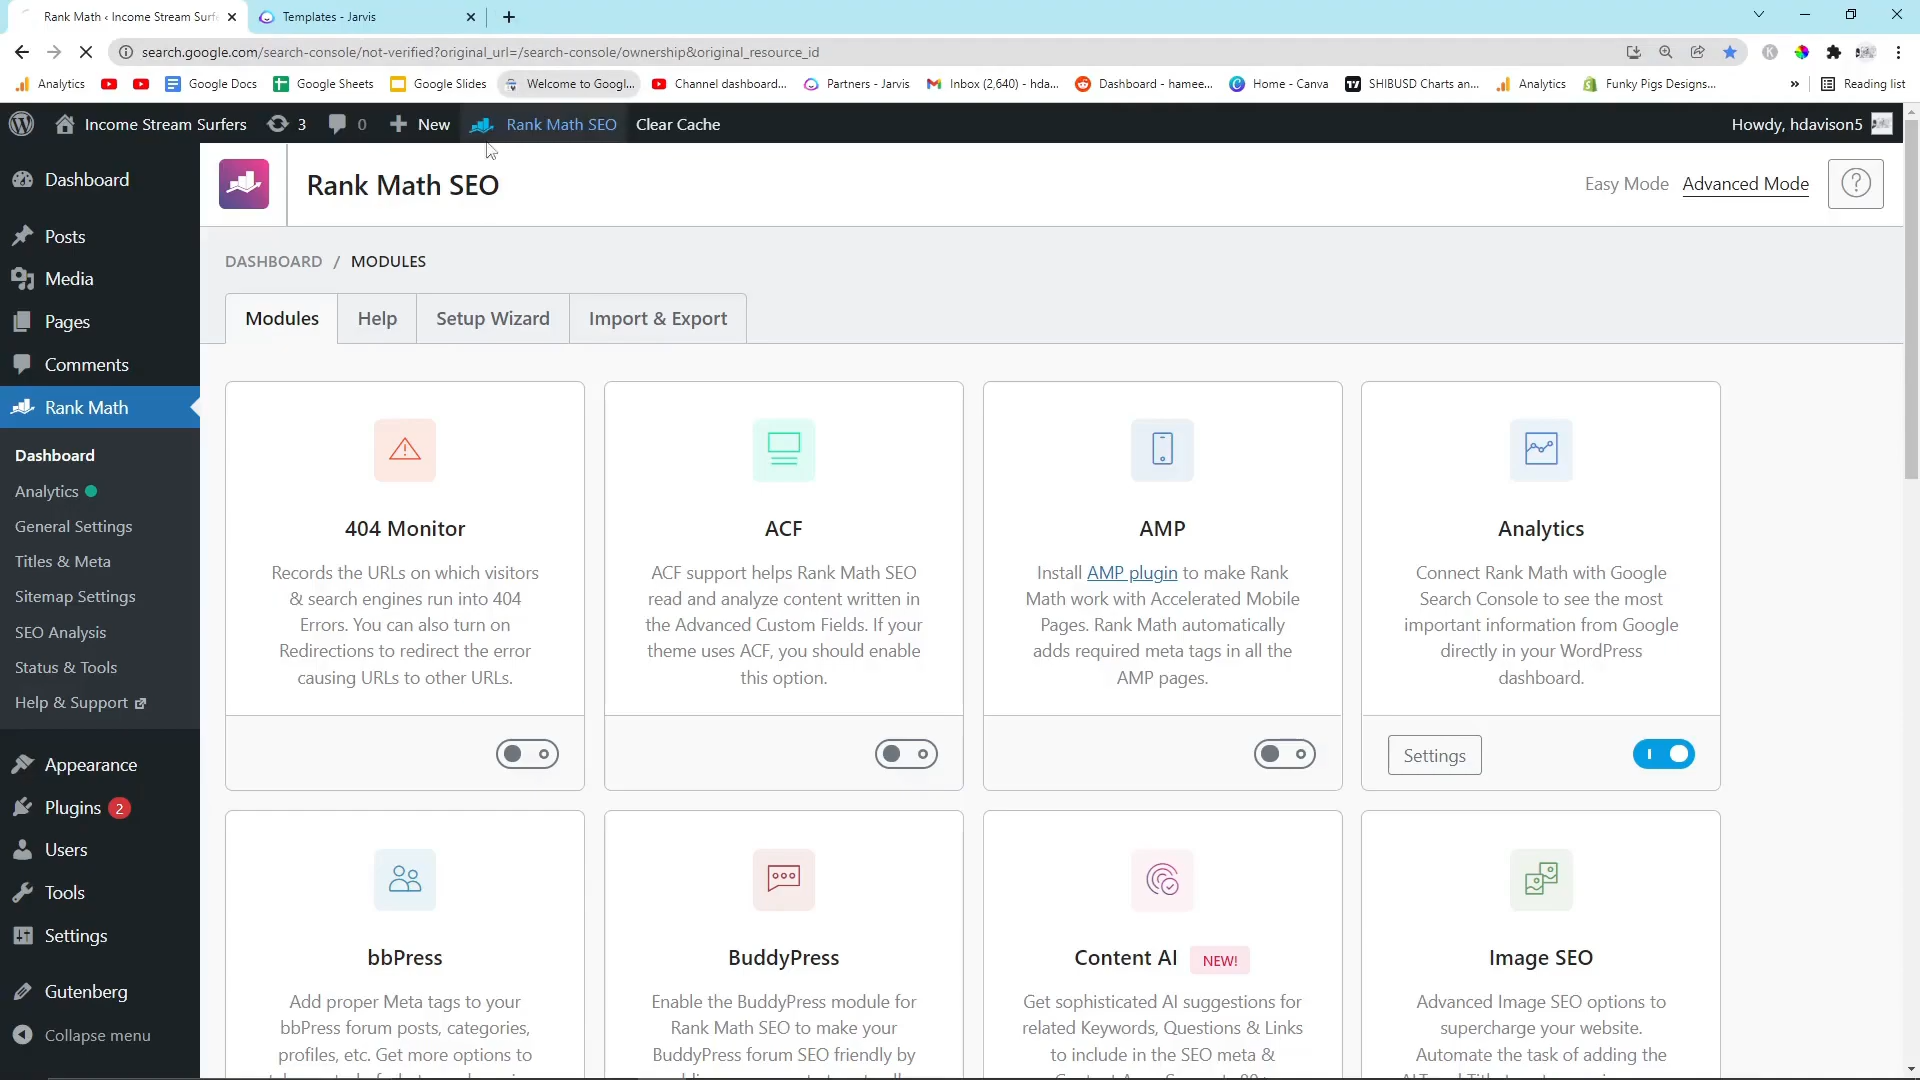 Rank Math ‹ Income Stream Surf
Templates - Jarvis
search.google.com/search-console/not-verified?original_url=/search-console/ownership&original_resource_id
Analytics
Google Docs
Google Sheets
Google Slides
Welcome to Googl...
Channel dashboard...
Partners - Jarvis
Inbox (2,640) - hda...
Dashboard - hamee...
Home - Canva
SHIBUSD Charts an...
Analytics
Funky Pigs Designs...
»
Reading list
Income Stream Surfers
3
0
New
Rank Math SEO
Clear Cache
Howdy, hdavison5
Dashboard
Posts
Media
Pages
Comments
Rank Math
Dashboard
Analytics
General Settings
Titles & Meta
Sitemap Settings
SEO Analysis
Status & Tools
Help & Support
Appearance
Plugins 2
Users
Tools
Settings
Gutenberg
Collapse menu
Rank Math SEO
Easy Mode
Advanced Mode
?
DASHBOARD / MODULES
Modules
Help
Setup Wizard
Import & Export
404 Monitor
Records the URLs on which visitors
& search engines run into 404
Errors. You can also turn on
Redirections to redirect the error
causing URLs to other URLs.
ACF
ACF support helps Rank Math SEO
read and analyze content written in
the Advanced Custom Fields. If your
theme uses ACF, you should enable
this option.
AMP
Install AMP plugin to make Rank
Math work with Accelerated Mobile
Pages. Rank Math automatically
adds required meta tags in all the
AMP pages.
Analytics
Connect Rank Math with Google
Search Console to see the most
important information from Google
directly in your WordPress
dashboard.
Settings
bbPress
Add proper Meta tags to your
bbPress forum posts, categories,
profiles, etc. Get more options to
BuddyPress
Enable the BuddyPress module for
Rank Math SEO to make your
BuddyPress forum SEO friendly by
Content AI NEW!
Get sophisticated AI suggestions for
related Keywords, Questions & Links
to include in the SEO meta &
Image SEO
Advanced Image SEO options to
supercharge your website.
Automate the task of adding the